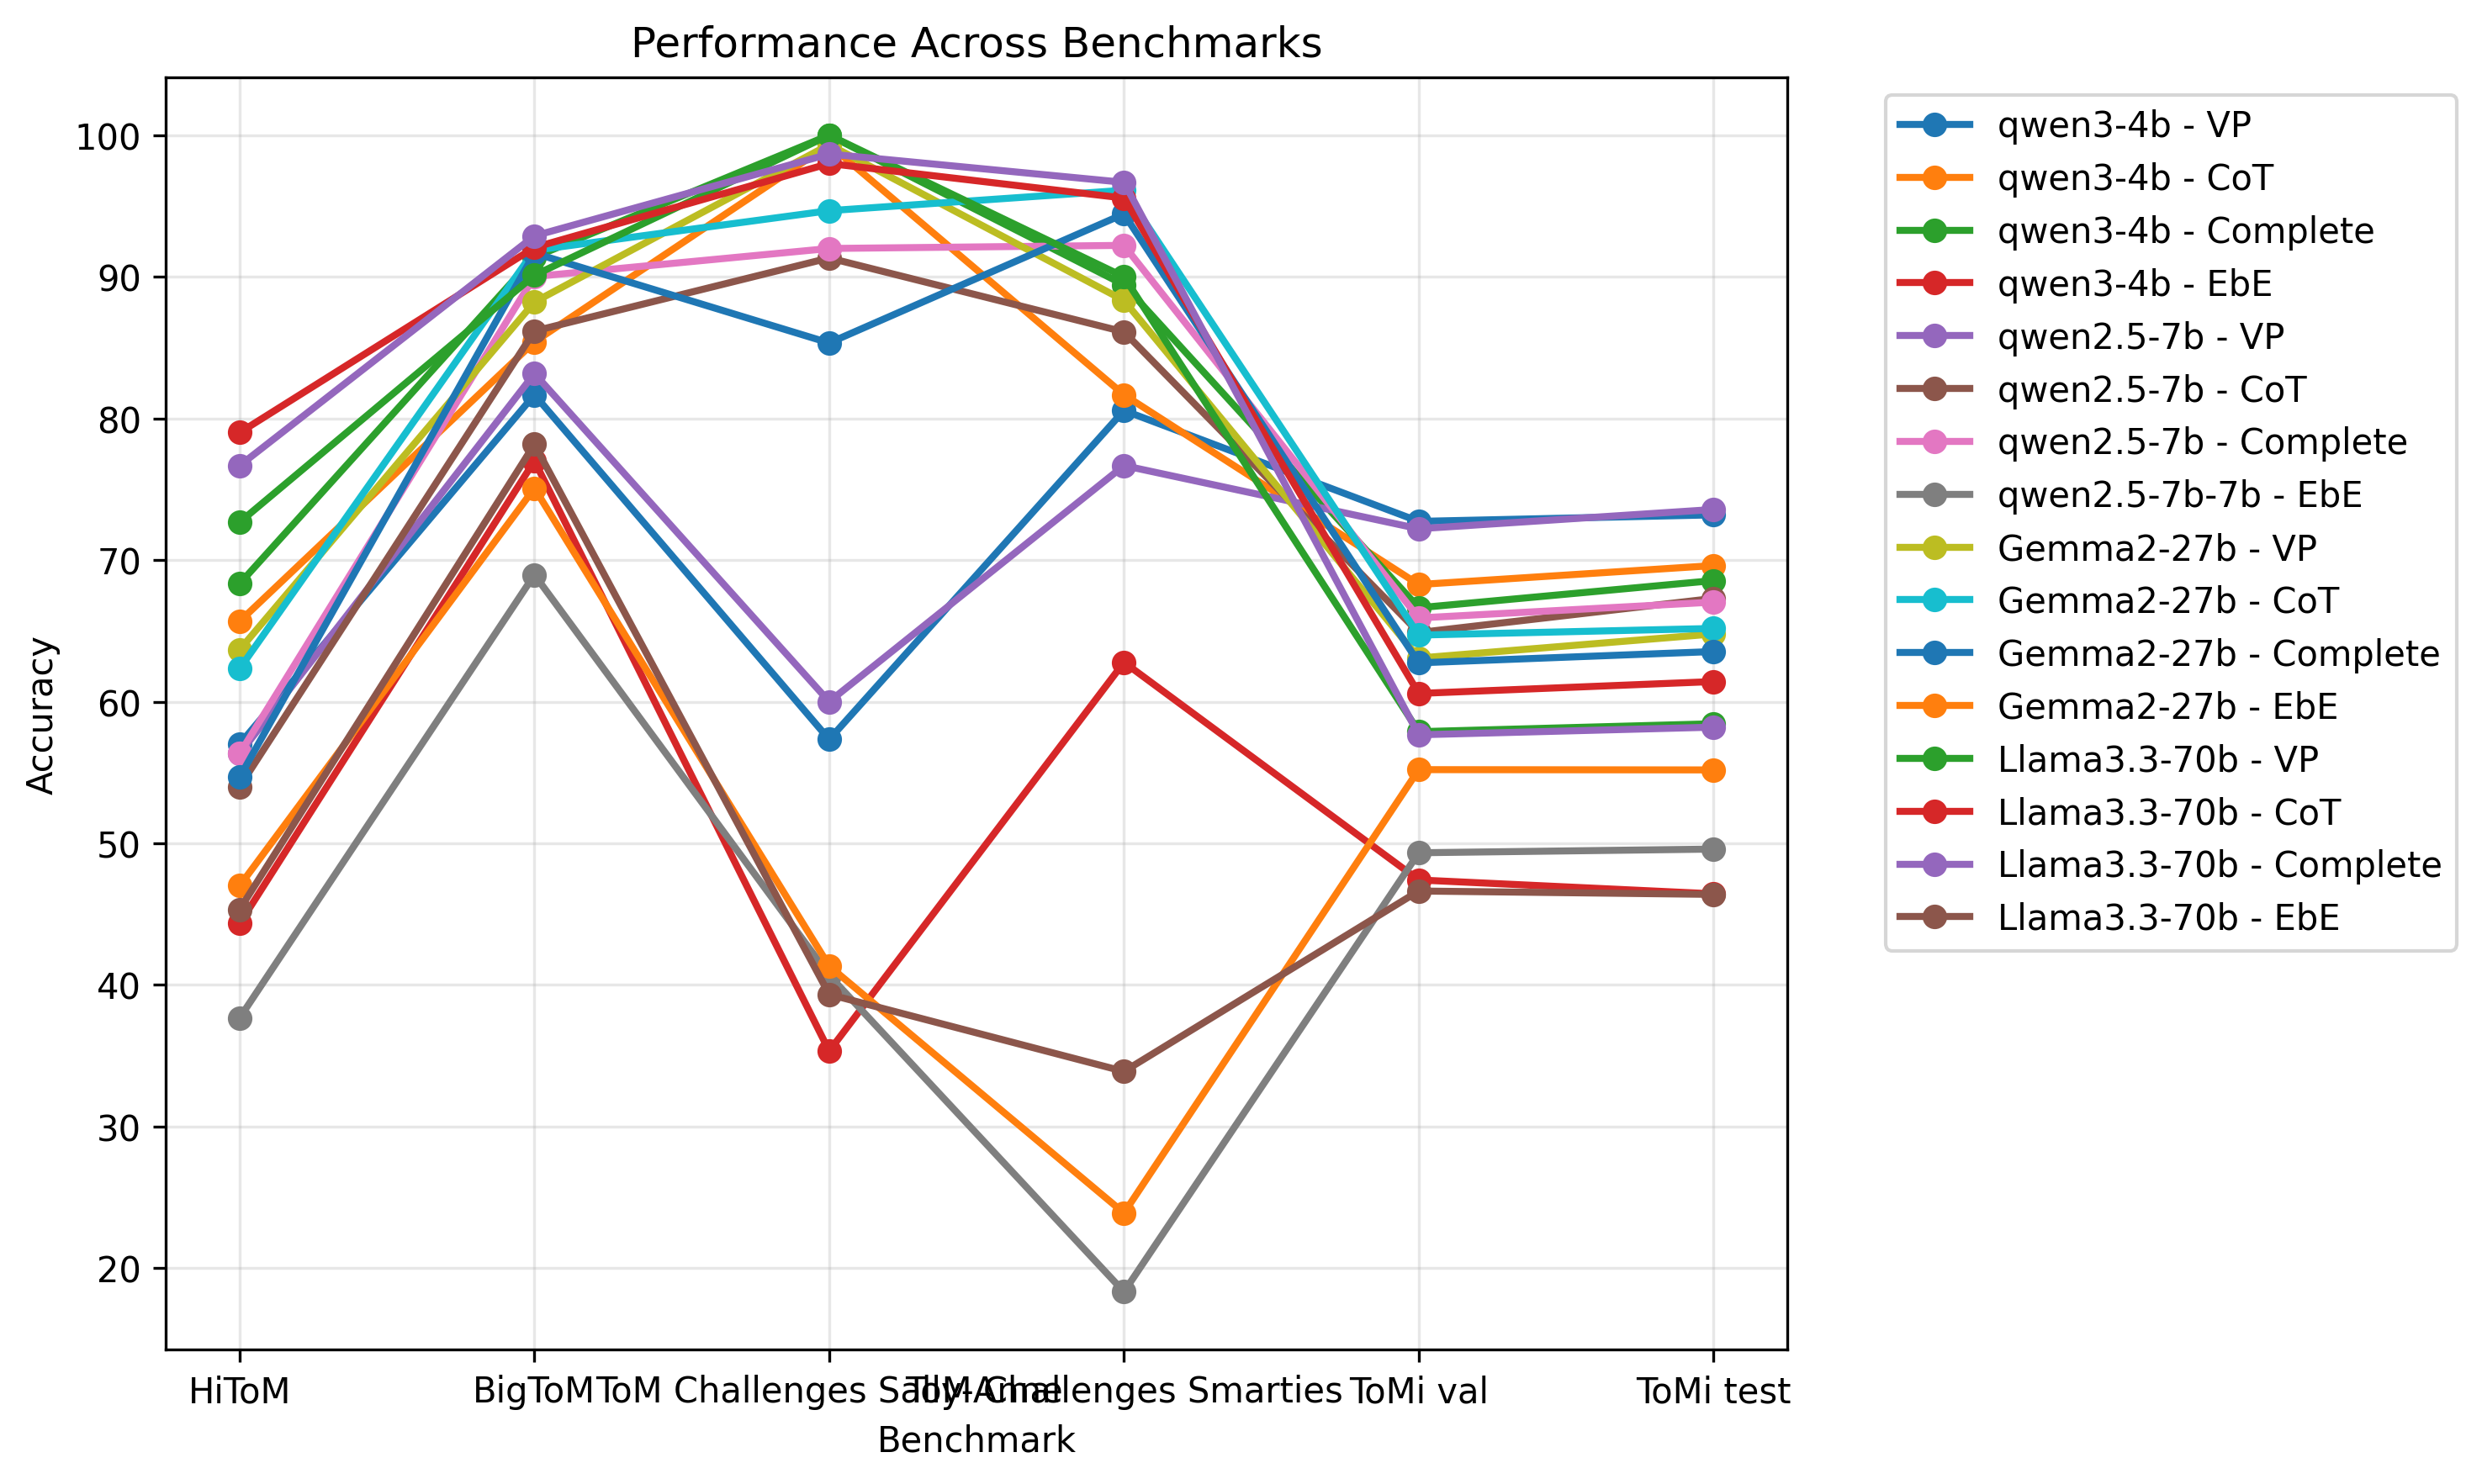 Performance Across Benchmarks
100
90
80
70
60
50
40
30
20
Accuracy
HiToM
BigToM
ToM Challenges Sally-Anne
ToM Challenges Smarties
ToMi val
ToMi test
Benchmark
qwen3-4b - VP
qwen3-4b - CoT
qwen3-4b - Complete
qwen3-4b - EbE
qwen2.5-7b - VP
qwen2.5-7b - CoT
qwen2.5-7b - Complete
qwen2.5-7b-7b - EbE
Gemma2-27b - VP
Gemma2-27b - CoT
Gemma2-27b - Complete
Gemma2-27b - EbE
Llama3.3-70b - VP
Llama3.3-70b - CoT
Llama3.3-70b - Complete
Llama3.3-70b - EbE